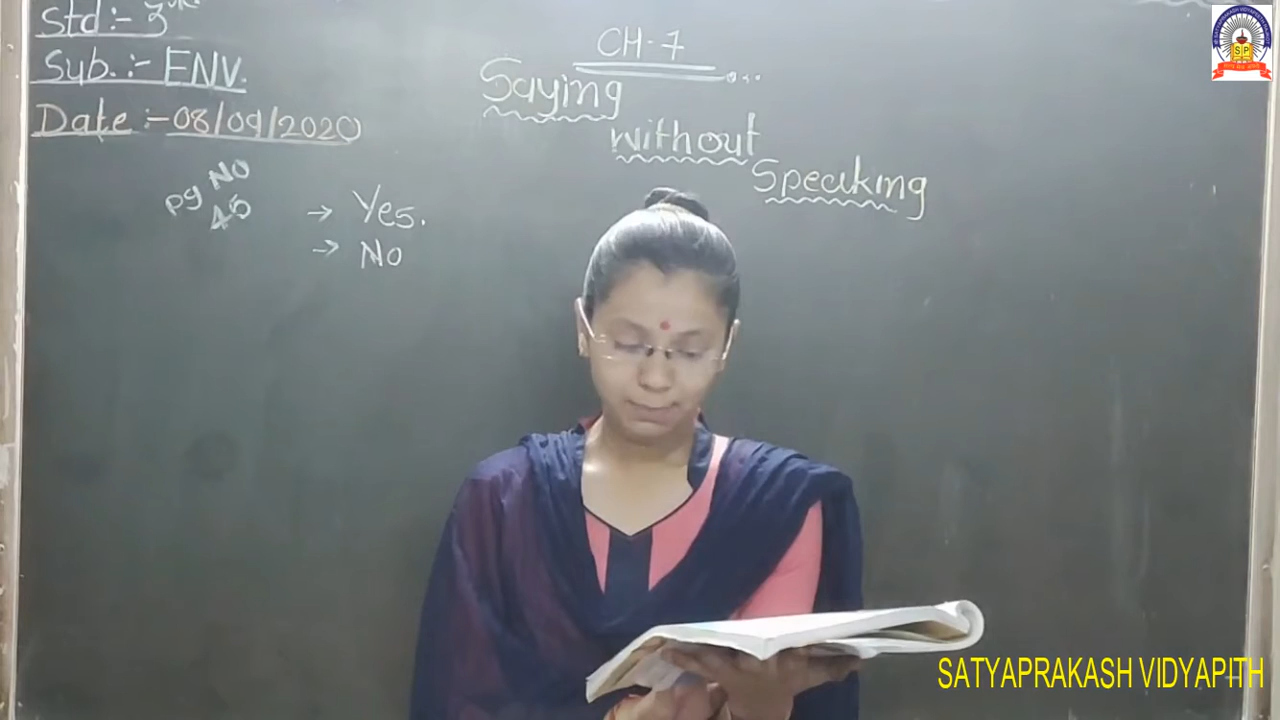 Std:- 3rd
Sub.:- ENV.
Date:-08/09/2020
CH-7
Saying
without
Speaking
Pg No
45
→ Yes.
→ No
SP
SATYAPRAKASH VIDYAPITH